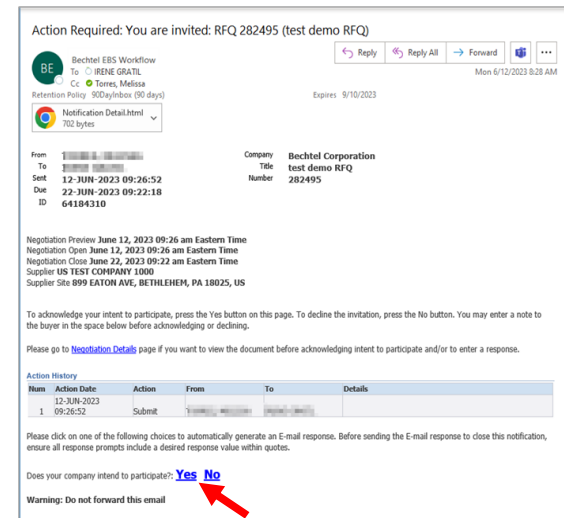 Action Required: You are invited: RFQ 282495 (test demo RFQ)
BE
Bechtel EBS Workflow
To IRENE GRATIL
Cc Torres, Melissa
Reply
Reply All
Forward
Mon 6/12/2023 8:28 AM
Retention Policy 90DayInbox (90 days)
Expires 9/10/2023
Notification Detail.html
702 bytes
From
To
Sent 12-JUN-2023 09:26:52
Due 22-JUN-2023 09:22:18
ID 64184310
Company Bechtel Corporation
Title test demo RFQ
Number 282495
Negotiation Preview June 12, 2023 09:26 am Eastern Time
Negotiation Open June 12, 2023 09:26 am Eastern Time
Negotiation Close June 22, 2023 09:22 am Eastern Time
Supplier US TEST COMPANY 1000
Supplier Site 899 EATON AVE, BETHLEHEM, PA 18025, US
To acknowledge your intent to participate, press the Yes button on this page. To decline the invitation, press the No button. You may enter a note to
the buyer in the space below before acknowledging or declining.
Please go to Negotiation Details page if you want to view the document before acknowledging intent to participate and/or to enter a response.
Action History
Num Action Date Action From To Details
12-JUN-2023
1 09:26:52 Submit
Please click on one of the following choices to automatically generate an E-mail response. Before sending the E-mail response to close this notification,
ensure all response prompts include a desired response value within quotes.
Does your company intend to participate?: Yes No
Warning: Do not forward this email